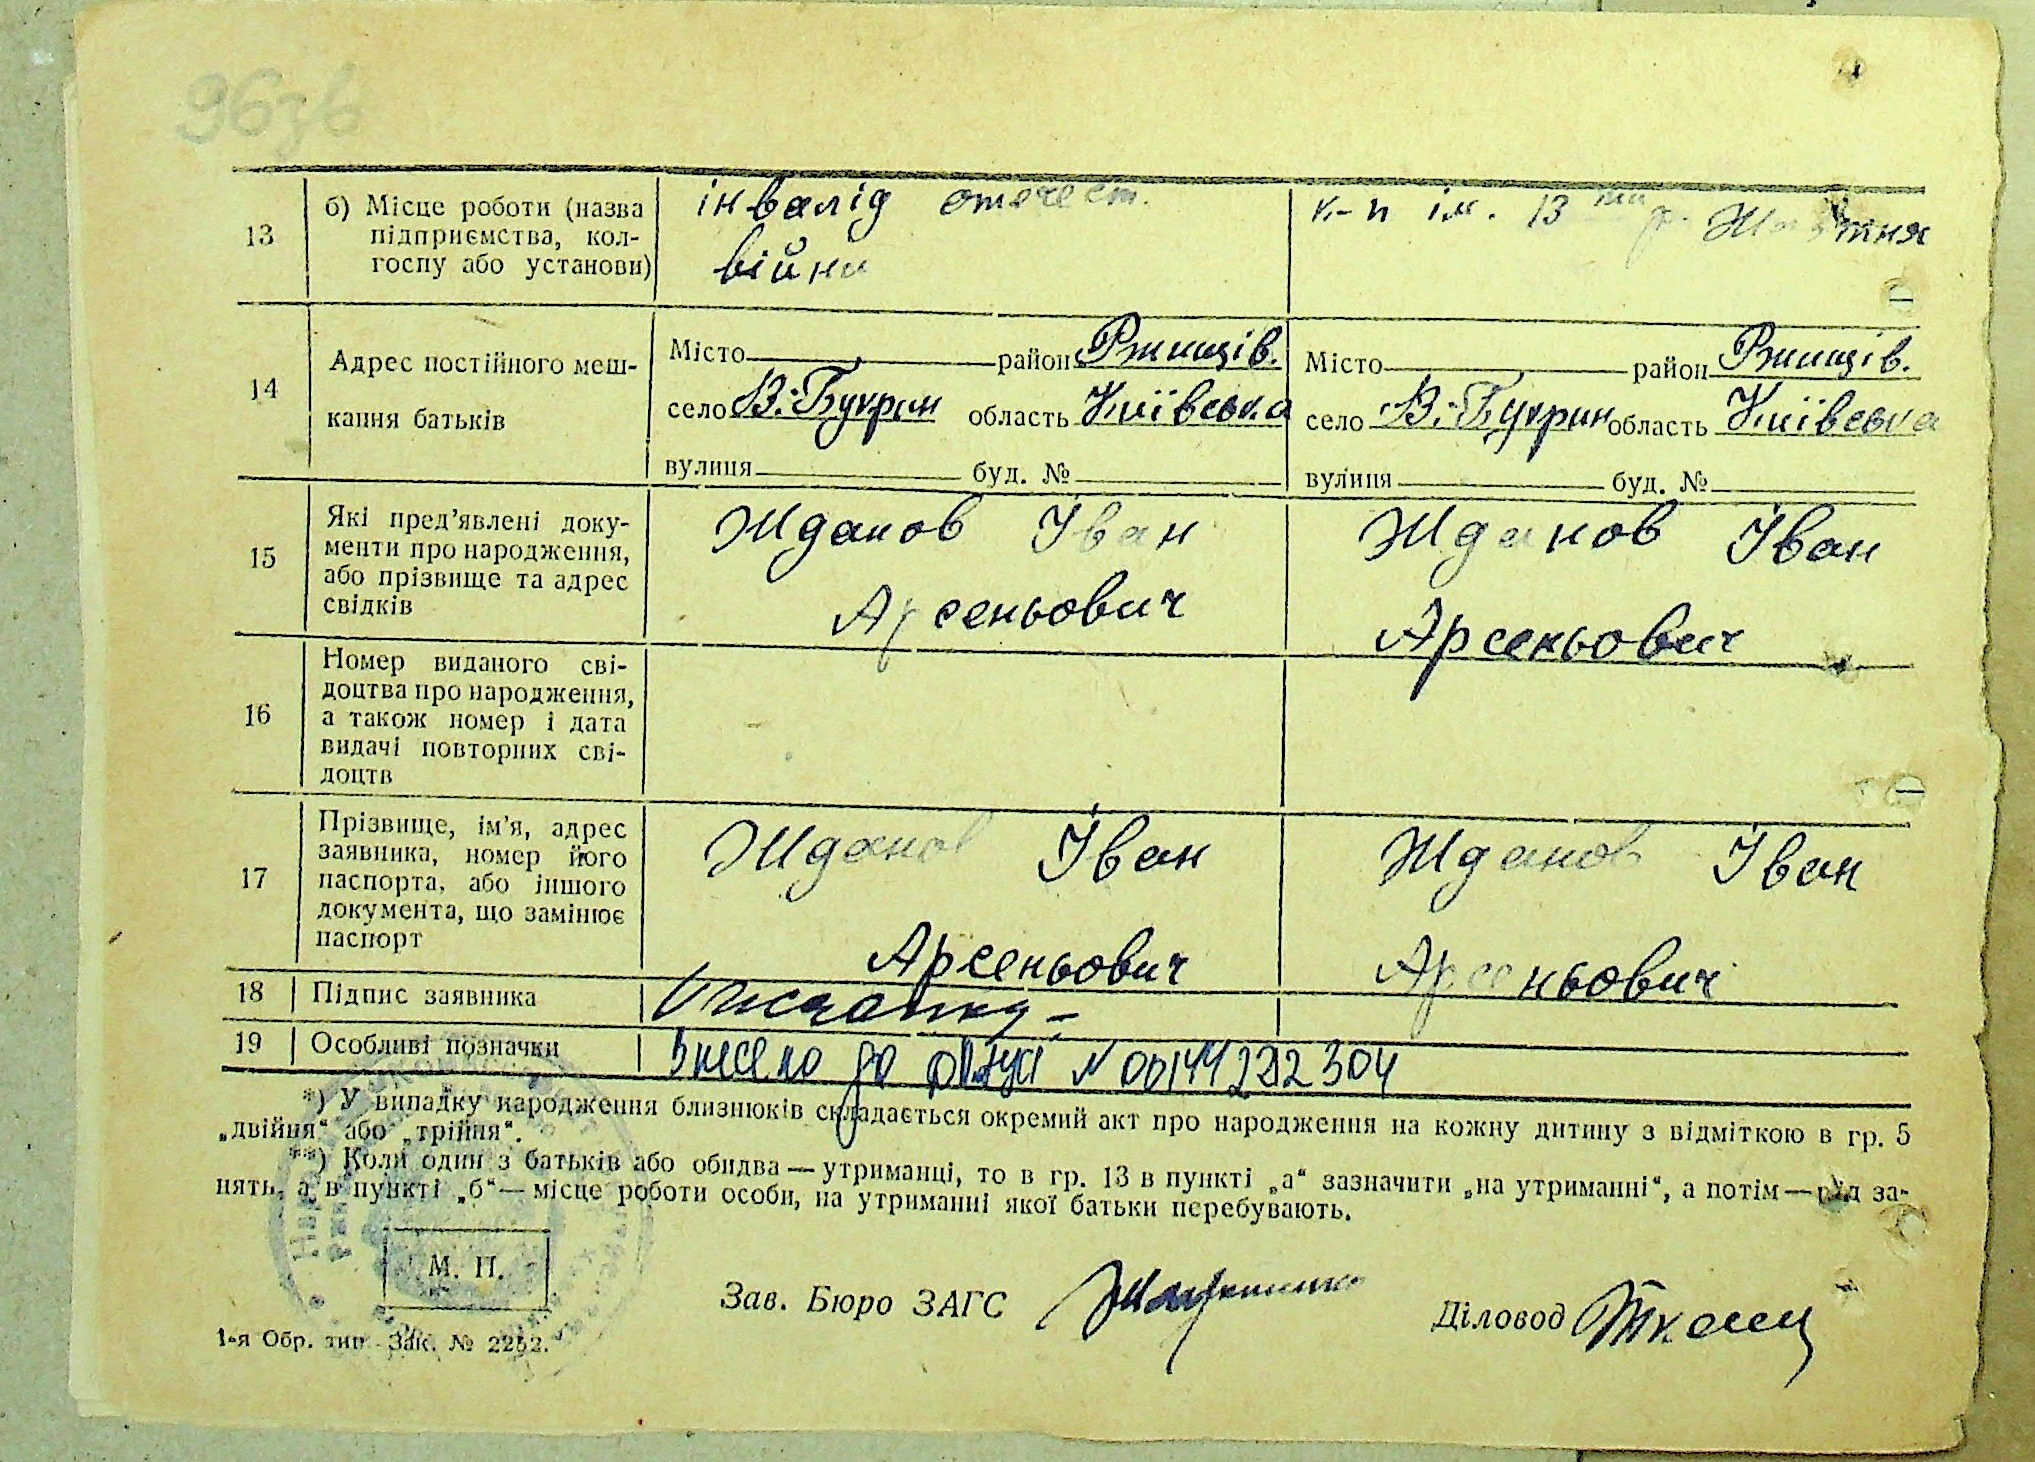 13
б) Місце роботи (назва
підприємства, кол-
госпу або установи)
інвалід отечест.
війни
к-п ім. 13 ти р. Жовтня
14
Адрес постійного меш-
кання батьків
Місто район Ржищів.
село В.-Букрин область Київська
вулиця буд. №
Місто район Ржищів.
село В.-Букрин область Київська
вулиця буд. №
15
Які пред'явлені доку-
менти про народження,
або прізвище та адрес
свідків
Жданов Іван
Арсеньович
Жданов Іван
Арсеньович
16
Номер виданого сві-
доцтва про народження,
а також номер і дата
видачі повторних сві-
доцтв
17
Прізвище, ім'я, адрес
заявника, номер його
паспорта, або іншого
документа, що замінює
паспорт
Жданов Іван
Арсеньович
Жданов Іван
Арсеньович
18 Підпис заявника
19 Особливі позначки
Внесено до № 00144282304
*) У випадку народження близнюків складається окремий акт про народження на кожну дитину з відміткою в гр. 5
„двійня“ або „трійня“.
**) Коли один з батьків або обидва — утриманці, то в гр. 13 в пункті „а“ зазначити „на утриманні“, а потім — рід за-
нять, а в пункті „б“ — місце роботи особи, на утриманні якої батьки перебувають.
М. П.
Зав. Бюро ЗАГС
Діловод
1-я Обр. тип. Зак. № 2252.